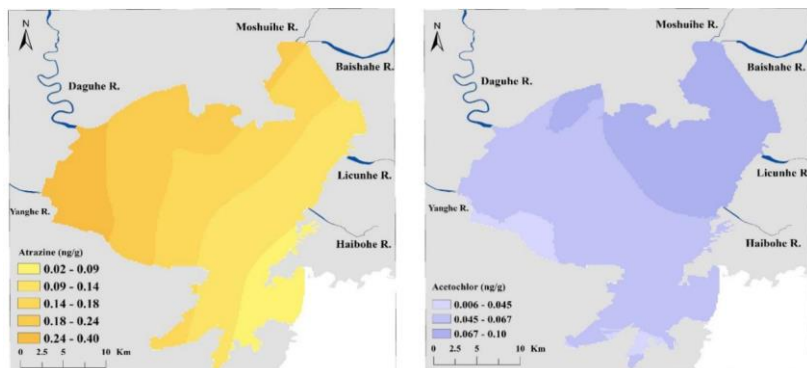 N
Moshuihe R.
Baishahe R.
Daguhe R.
Licunhe R.
Yanghe R.
Haibohe R.
Atrazine (ng/g)
0.02 - 0.09
0.09 - 0.14
0.14 - 0.18
0.18 - 0.24
0.24 - 0.40
0 2.5 5 10 Km
N
Moshuihe R.
Baishahe R.
Daguhe R.
Licunhe R.
Yanghe R.
Haibohe R.
Acetochlor (ng/g)
0.006 - 0.045
0.045 - 0.067
0.067 - 0.10
0 2.5 5 10 Km